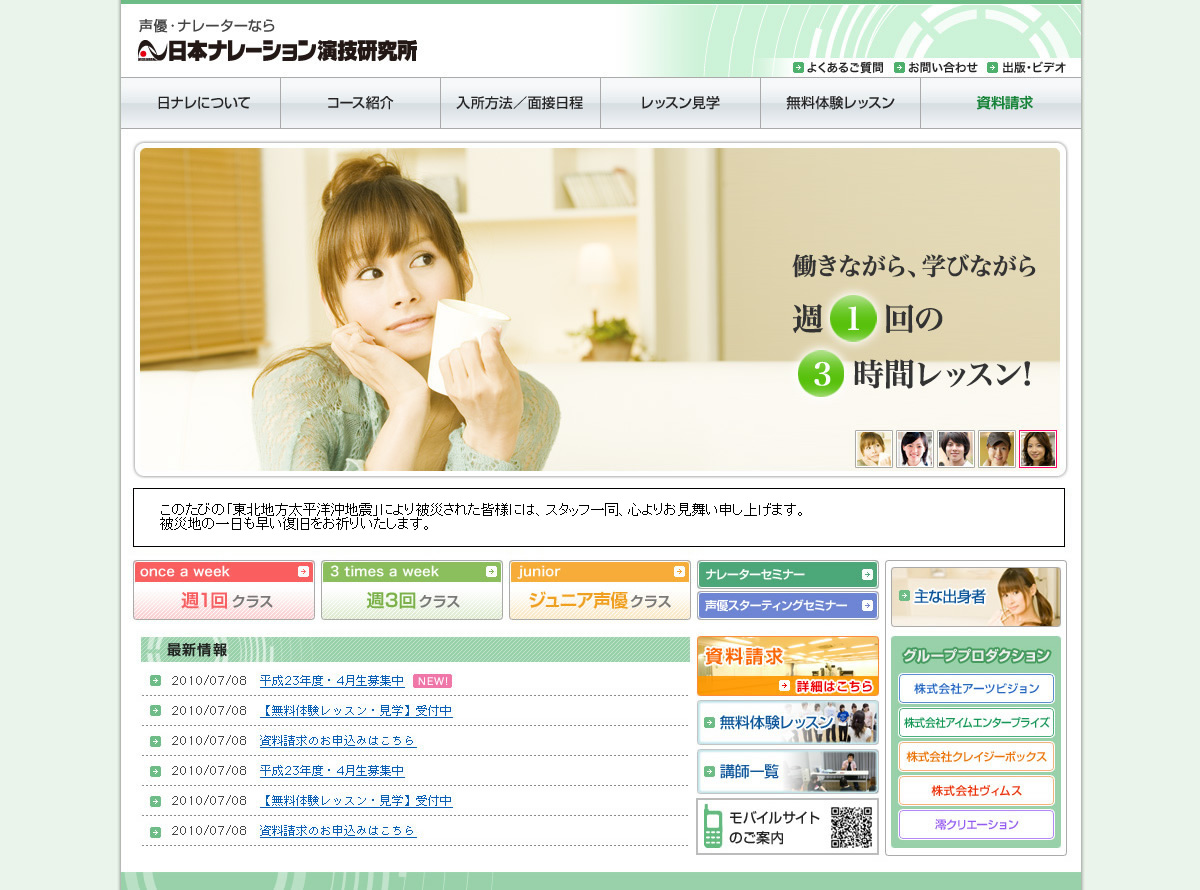 声優・ナレーターなら
日本ナレーション演技研究所
よくあるご質問 お問い合わせ 出版・ビデオ
日ナレについて コース紹介 入所方法／面接日程 レッスン見学 無料体験レッスン 資料請求
働きながら、学びながら
週1回の
3時間レッスン!
このたびの「東北地方太平洋沖地震」により被災された皆様には、スタッフ一同、心よりお見舞い申し上げます。
被災地の一日も早い復旧をお祈りいたします。
once a week
週1回クラス
3 times a week
週3回クラス
junior
ジュニア声優クラス
ナレーターセミナー
声優スターティングセミナー
主な出身者
最新情報
2010/07/08 平成23年度・4月生募集中 NEW!
2010/07/08 【無料体験レッスン・見学】受付中
2010/07/08 資料請求のお申込みはこちら
2010/07/08 平成23年度・4月生募集中
2010/07/08 【無料体験レッスン・見学】受付中
2010/07/08 資料請求のお申込みはこちら
資料請求
詳細はこちら
無料体験レッスン
講師一覧
モバイルサイト
のご案内
グループプロダクション
株式会社アーツビジョン
株式会社アイムエンタープライズ
株式会社クレイジーボックス
株式会社ヴィムス
澪クリエーション